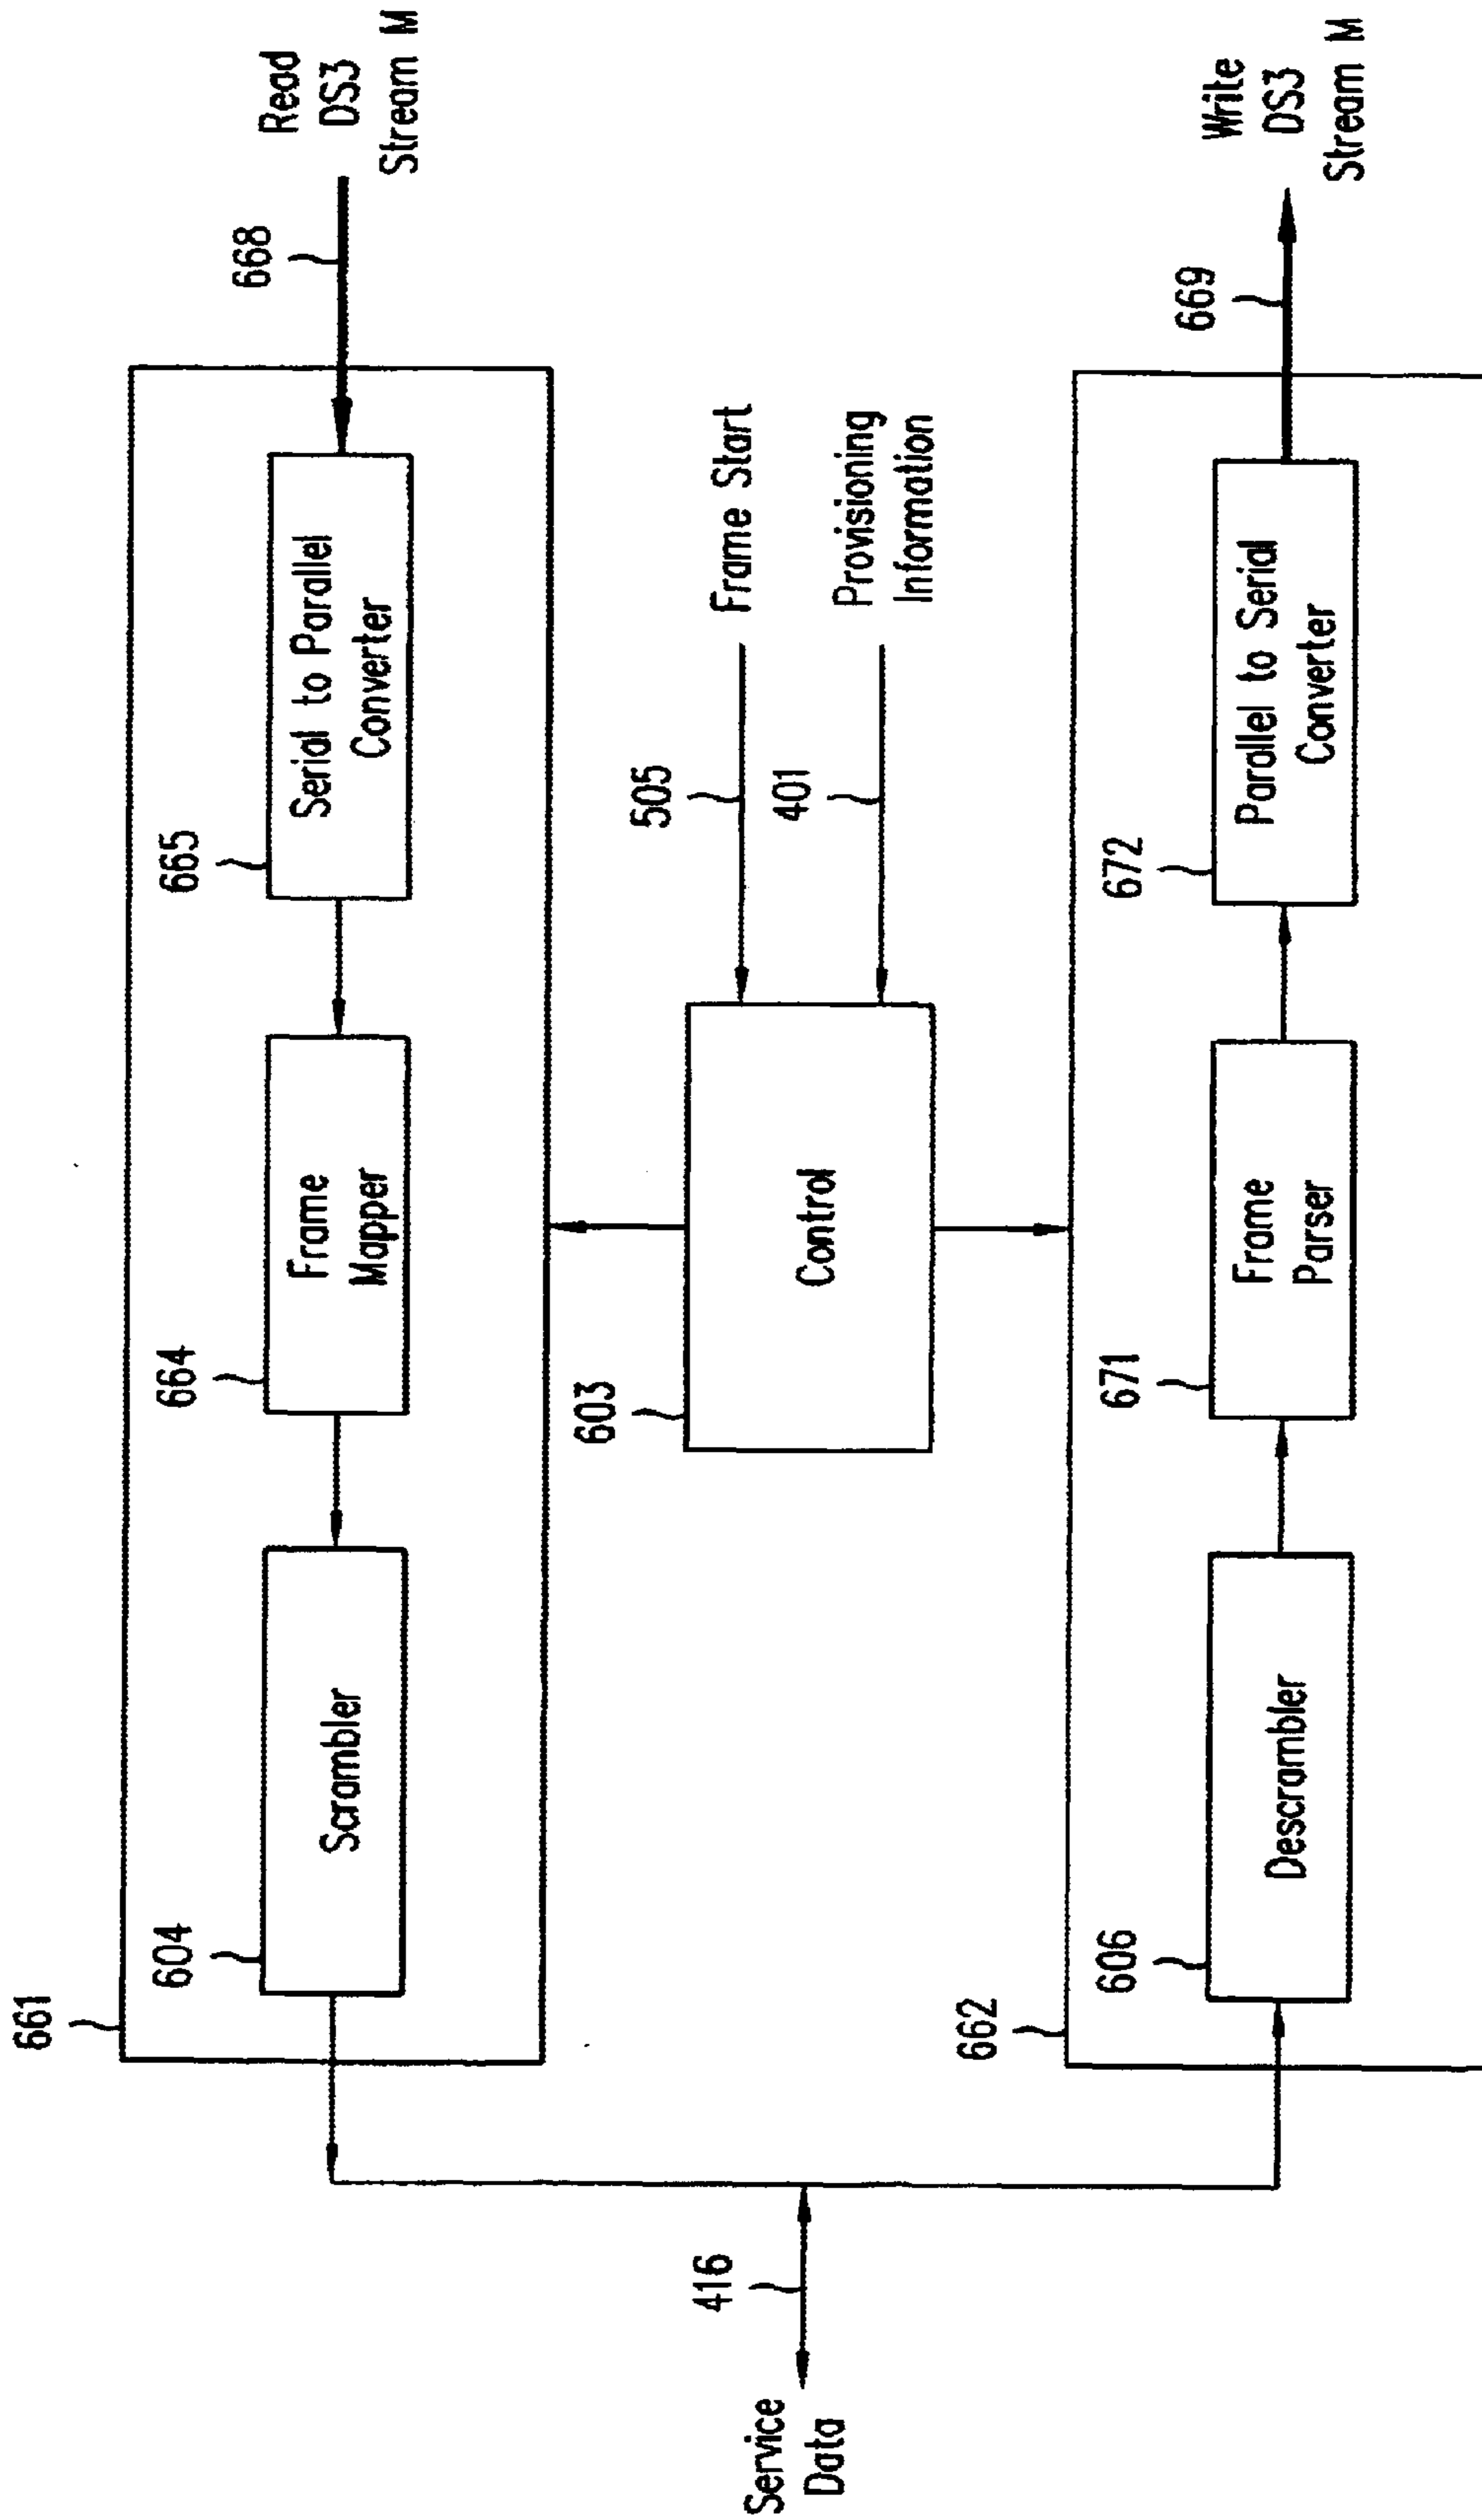 661
604
Scrambler
664
Frame
Mapper
665
Serial to Parallel
Converter
668
Read
DS3
Stream M
416
Service
Data
603
Control
505
Frame Start
401
Provisioning
Information
662
606
Descrambler
671
Frame
Parser
672
Parallel to Serial
Converter
669
Write
DS3
Stream M